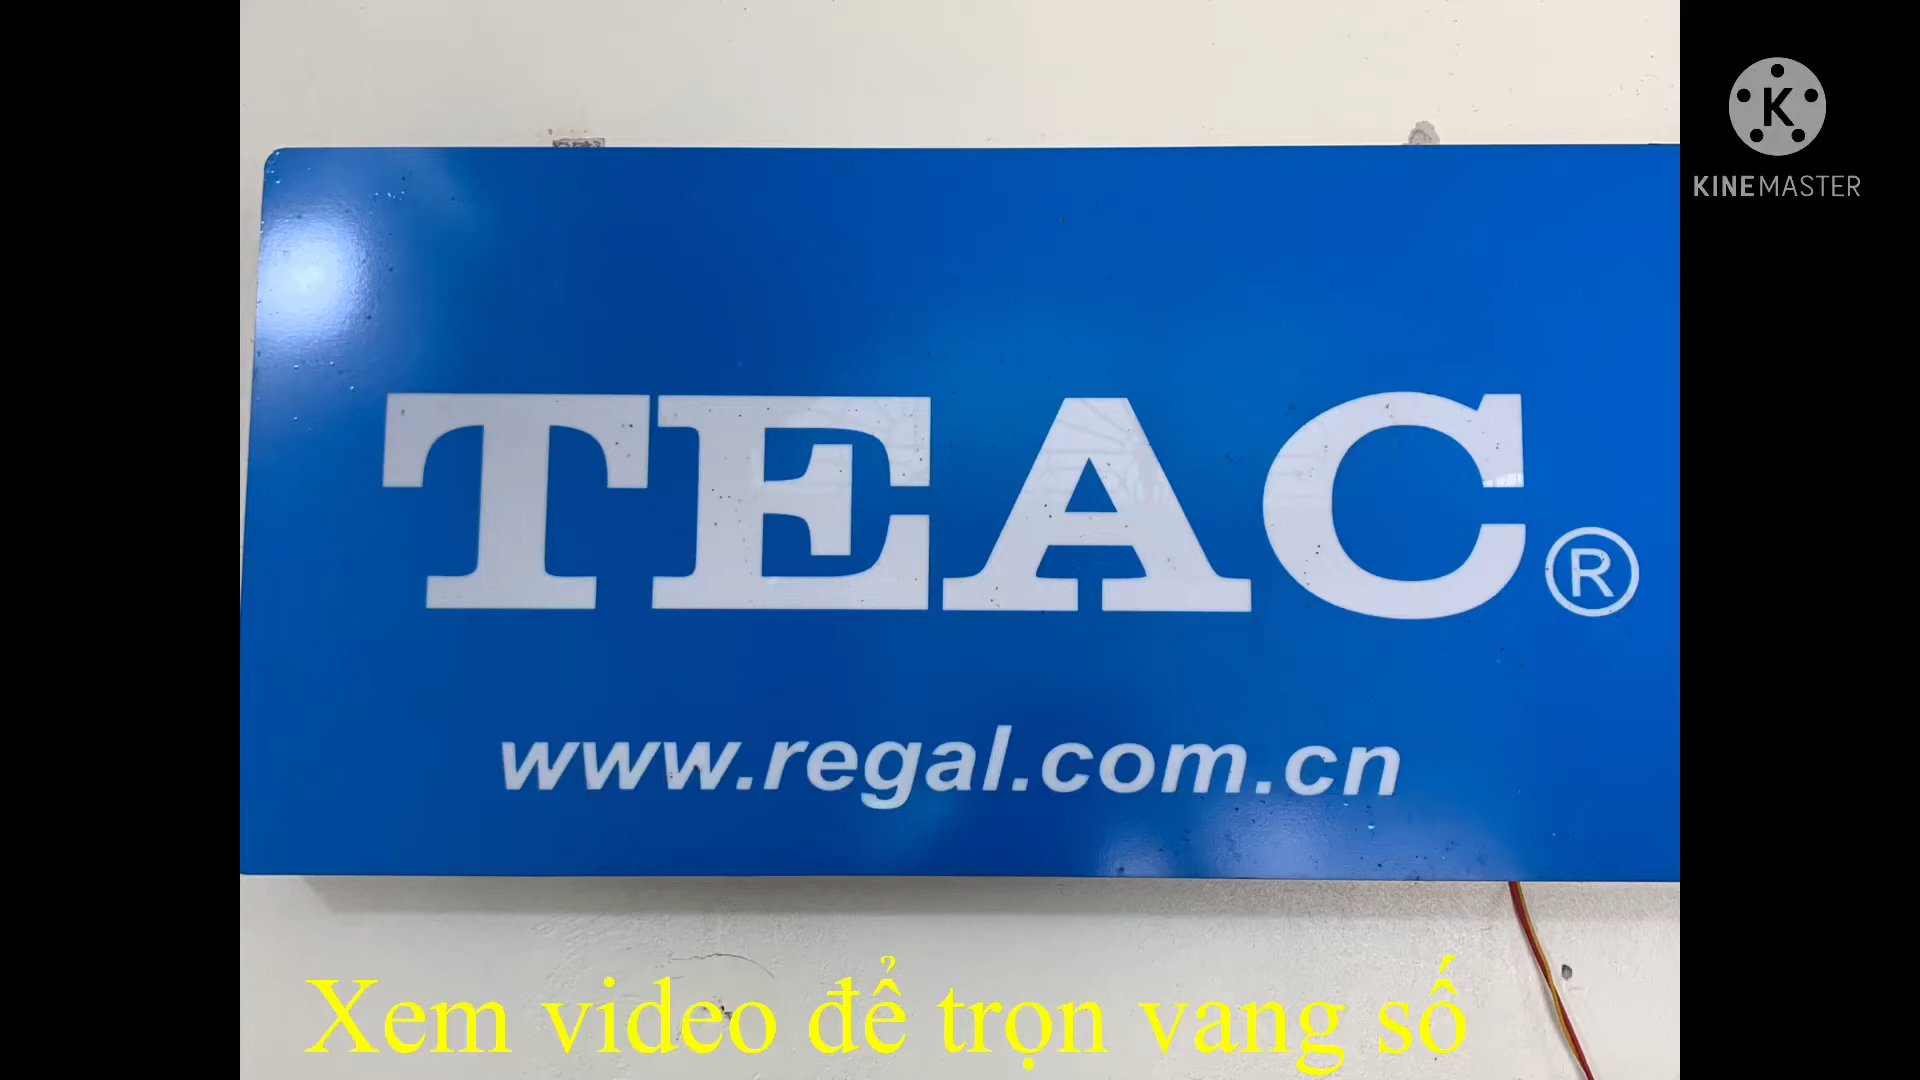 K
KINEMASTER
TEAC®
www.regal.com.cn
Xem video để trọn vang số